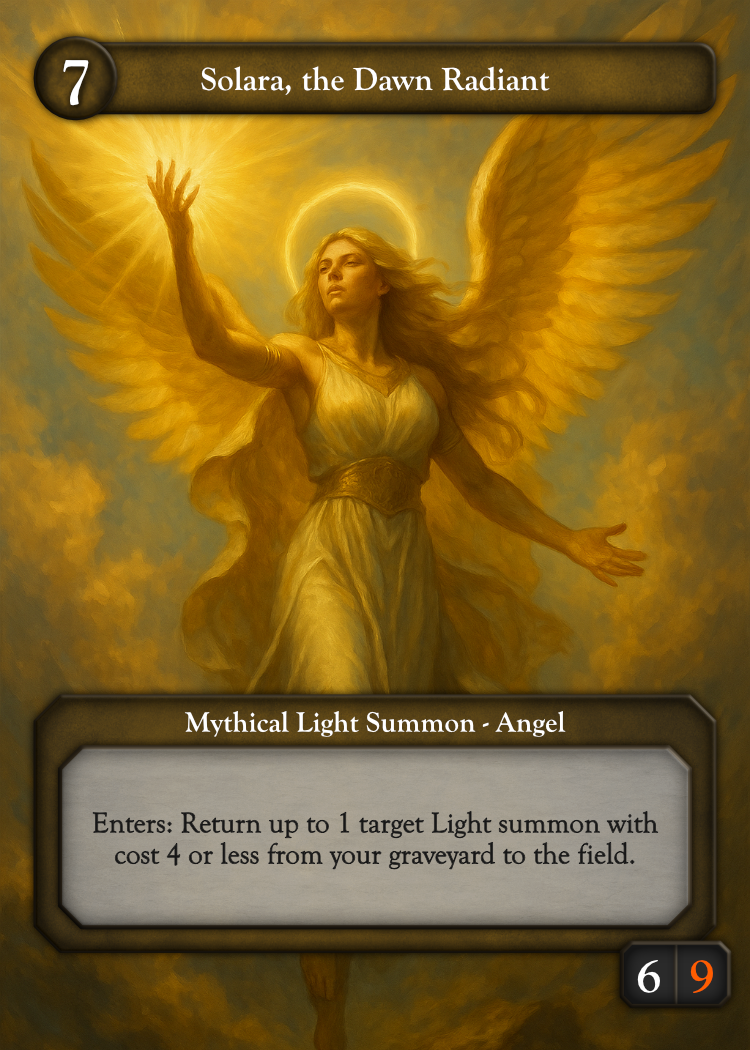 7
Solara, the Dawn Radiant
Mythical Light Summon - Angel
Enters: Return up to 1 target Light summon with
cost 4 or less from your graveyard to the field.
6 9